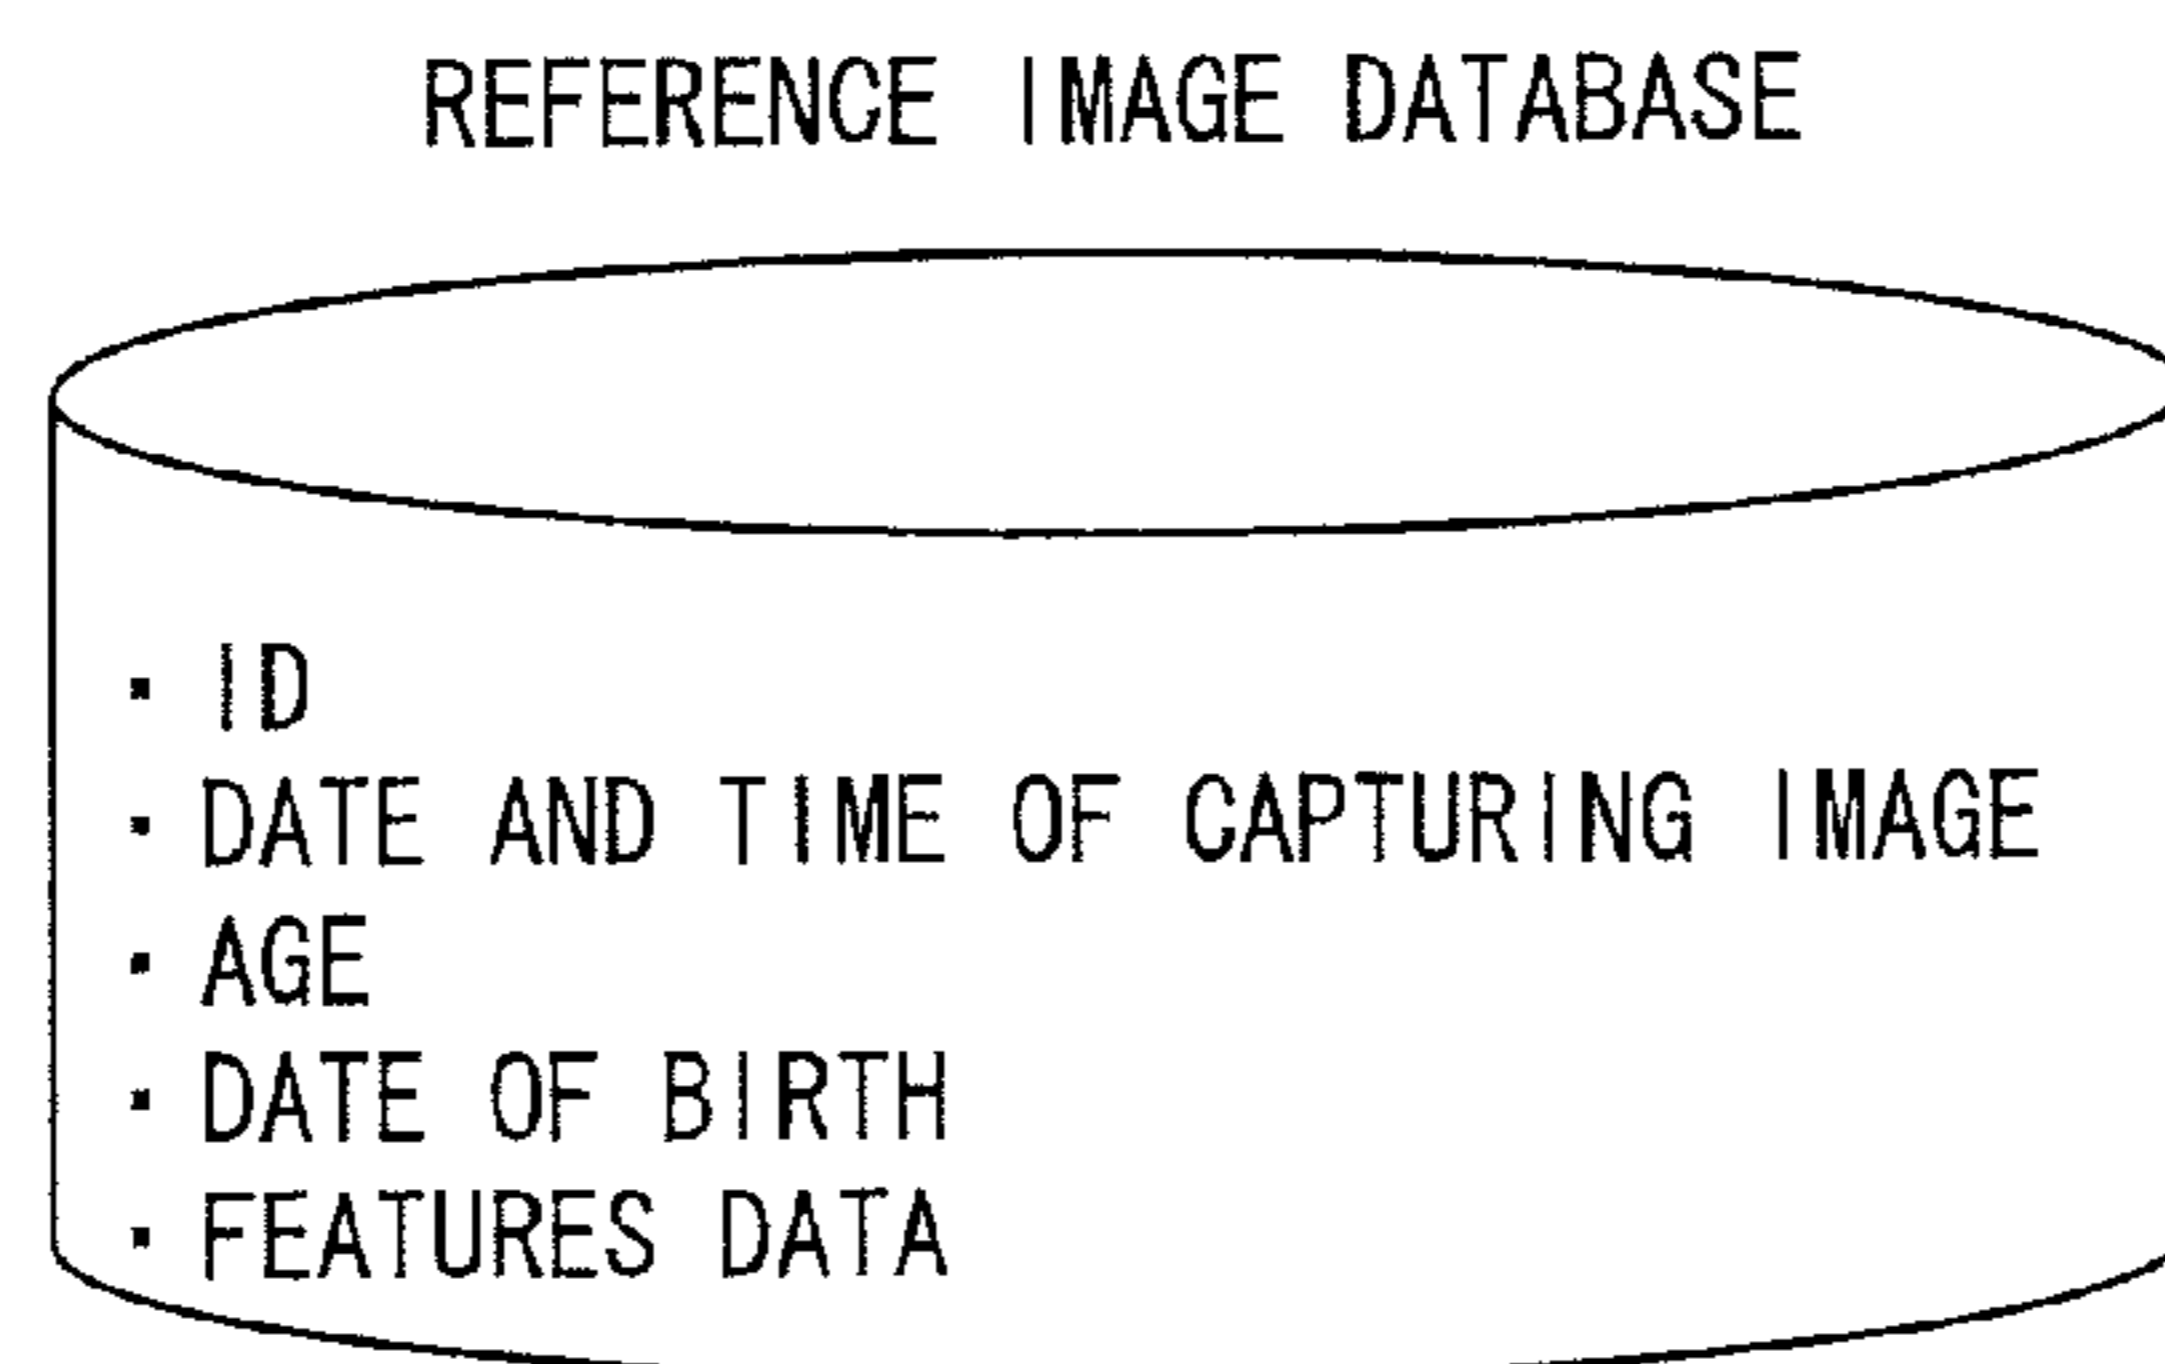 REFERENCE IMAGE DATABASE
▪ ID
▪ DATE AND TIME OF CAPTURING IMAGE
▪ AGE
▪ DATE OF BIRTH
▪ FEATURES DATA